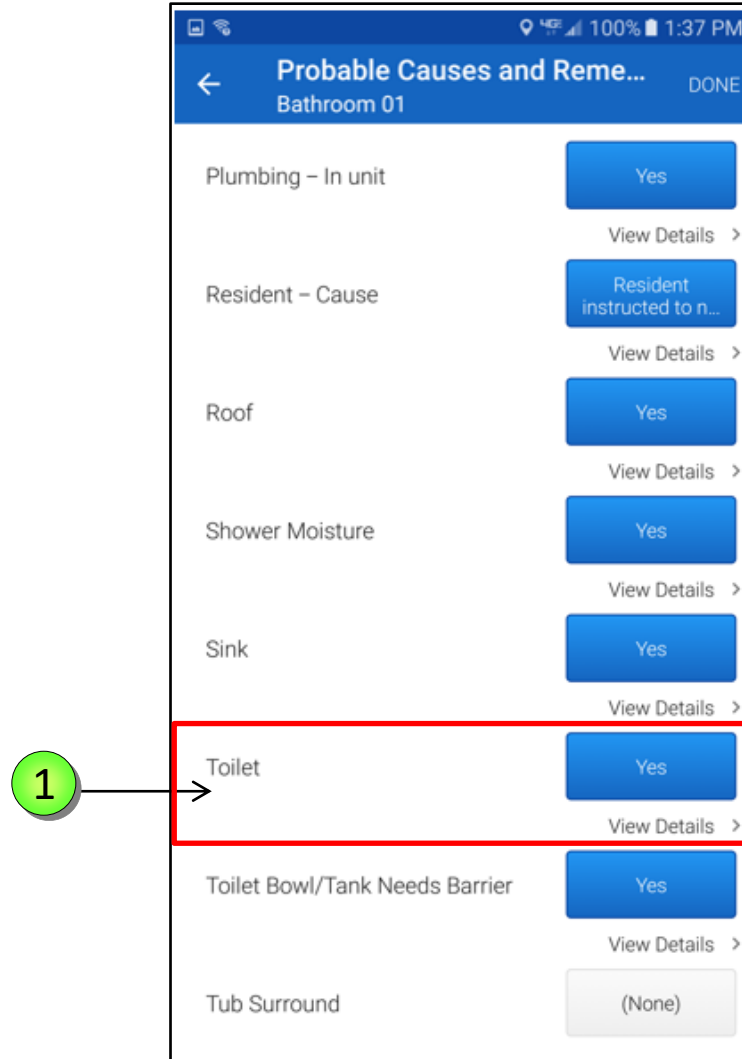 100% 1:37 PM
Probable Causes and Reme...
DONE
Bathroom 01
Plumbing – In unit
Yes
View Details >
Resident – Cause
Resident
instructed to n...
View Details >
Roof
Yes
View Details >
Shower Moisture
Yes
View Details >
Sink
Yes
View Details >
1
Toilet
Yes
View Details >
Toilet Bowl/Tank Needs Barrier
Yes
View Details >
Tub Surround
(None)